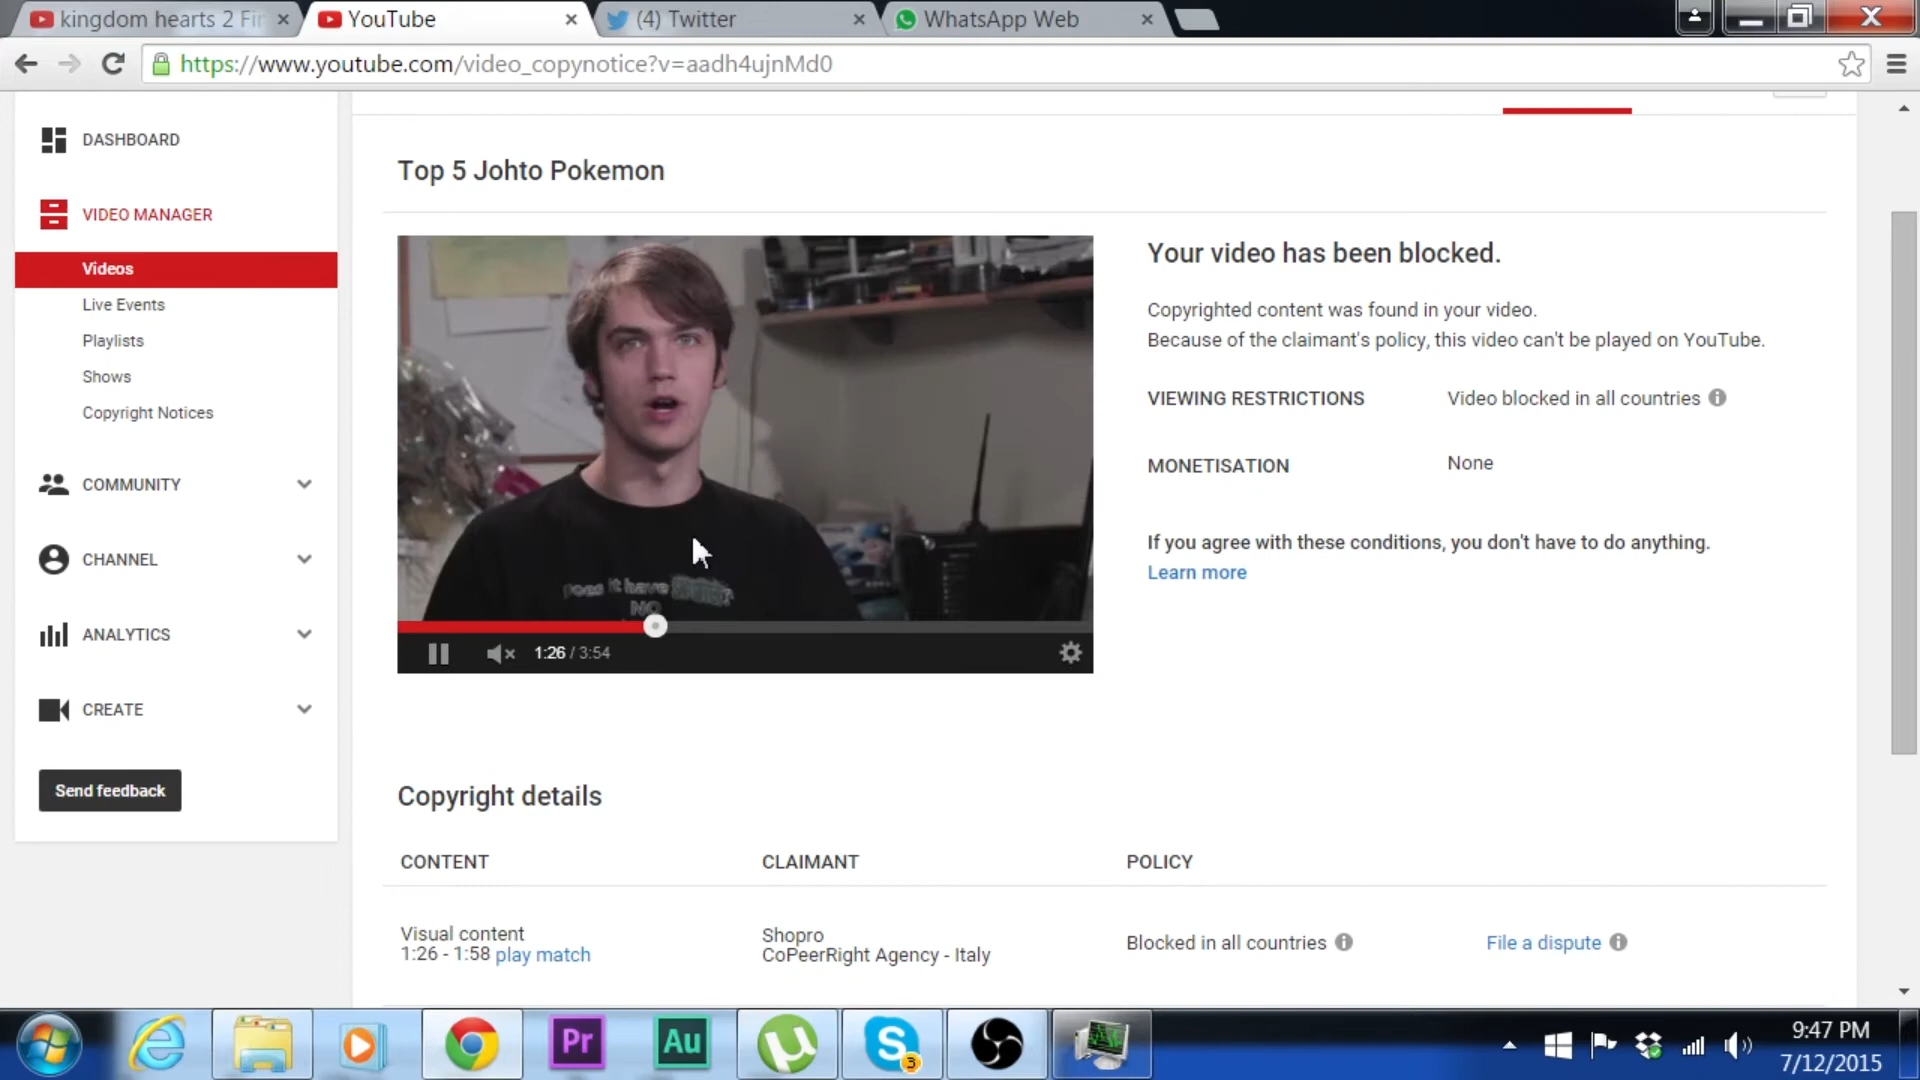 kingdom hearts 2 Fir
YouTube
(4) Twitter
WhatsApp Web
https://www.youtube.com/video_copynotice?v=aadh4ujnMd0
DASHBOARD
VIDEO MANAGER
Videos
Live Events
Playlists
Shows
Copyright Notices
COMMUNITY
CHANNEL
ANALYTICS
CREATE
Send feedback
Top 5 Johto Pokemon
does it have
NO
1:26 / 3:54
Your video has been blocked.
Copyrighted content was found in your video.
Because of the claimant's policy, this video can't be played on YouTube.
VIEWING RESTRICTIONS Video blocked in all countries
MONETISATION None
If you agree with these conditions, you don't have to do anything.
Learn more
Copyright details
CONTENT CLAIMANT POLICY
Visual content
1:26 - 1:58 play match
Shopro
CoPeerRight Agency - Italy
Blocked in all countries
File a dispute
Pr
Au
S
3
9:47 PM
7/12/2015